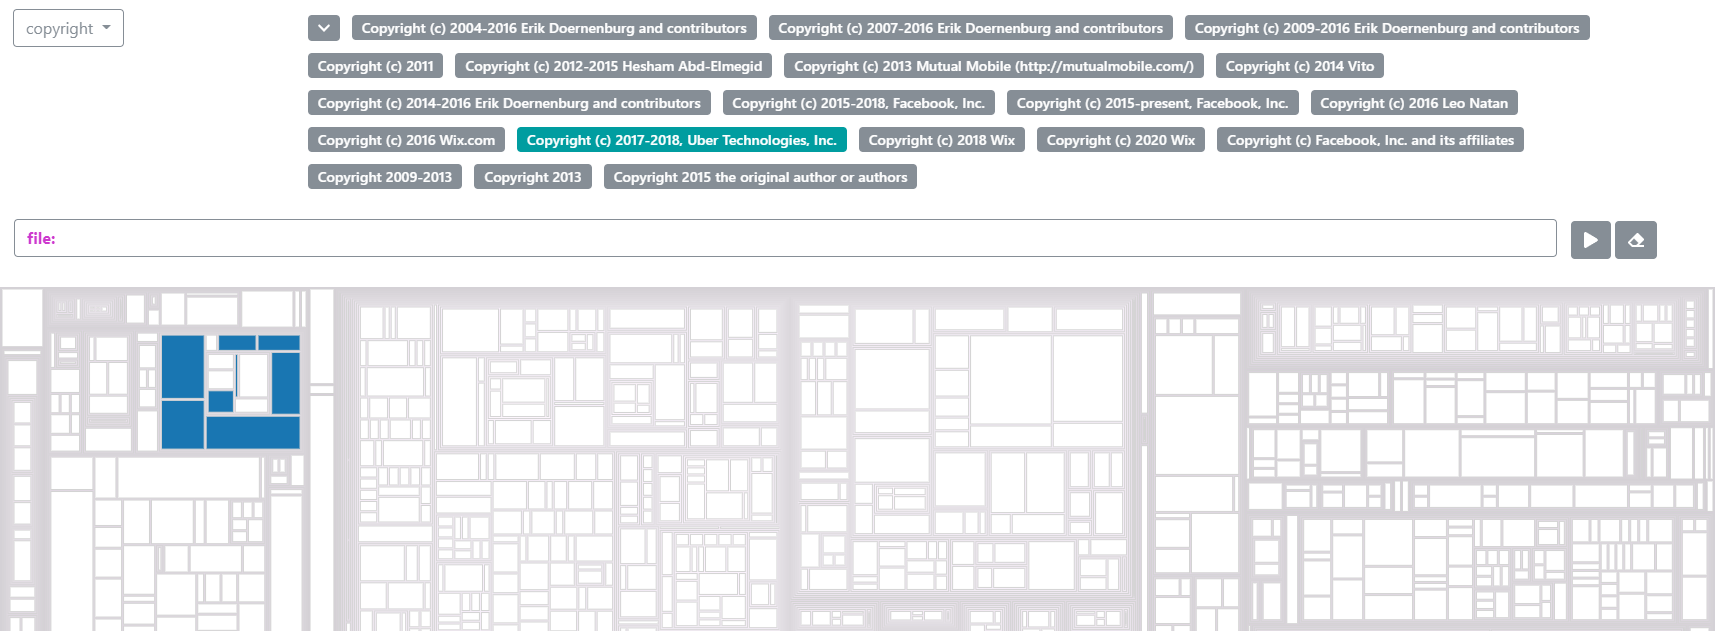 copyright
Copyright (c) 2004-2016 Erik Doernenburg and contributors Copyright (c) 2007-2016 Erik Doernenburg and contributors Copyright (c) 2009-2016 Erik Doernenburg and contributors
Copyright (c) 2011 Copyright (c) 2012-2015 Hesham Abd-Elmegid Copyright (c) 2013 Mutual Mobile (http://mutualmobile.com/) Copyright (c) 2014 Vito
Copyright (c) 2014-2016 Erik Doernenburg and contributors Copyright (c) 2015-2018, Facebook, Inc. Copyright (c) 2015-present, Facebook, Inc. Copyright (c) 2016 Leo Natan
Copyright (c) 2016 Wix.com Copyright (c) 2017-2018, Uber Technologies, Inc. Copyright (c) 2018 Wix Copyright (c) 2020 Wix Copyright (c) Facebook, Inc. and its affiliates
Copyright 2009-2013 Copyright 2013 Copyright 2015 the original author or authors
file: